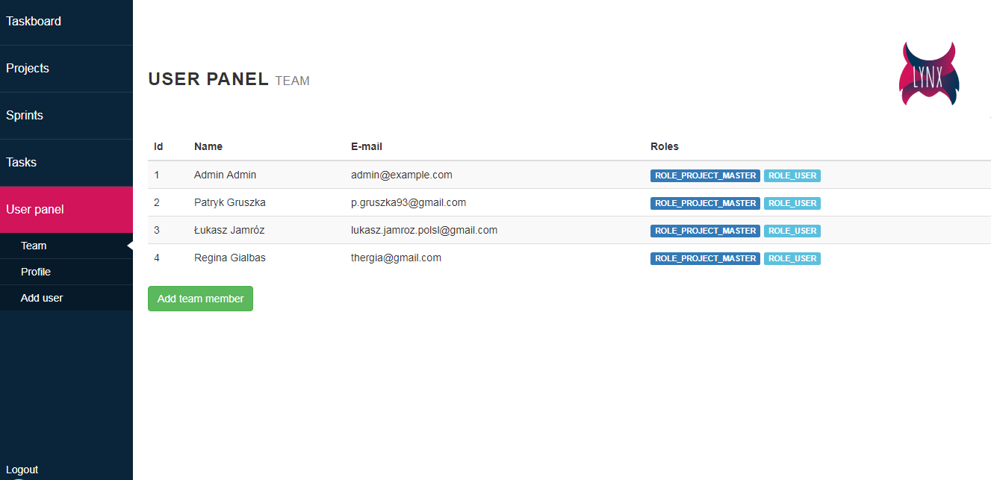 Taskboard
Projects
Sprints
Tasks
User panel
Team
Profile
Add user
Logout
USER PANEL TEAM
LYNX
Id Name E-mail Roles
1 Admin Admin admin@example.com ROLE_PROJECT_MASTER ROLE_USER
2 Patryk Gruszka p.gruszka93@gmail.com ROLE_PROJECT_MASTER ROLE_USER
3 Łukasz Jamróz lukasz.jamroz.polsl@gmail.com ROLE_PROJECT_MASTER ROLE_USER
4 Regina Gialbas thergia@gmail.com ROLE_PROJECT_MASTER ROLE_USER
Add team member